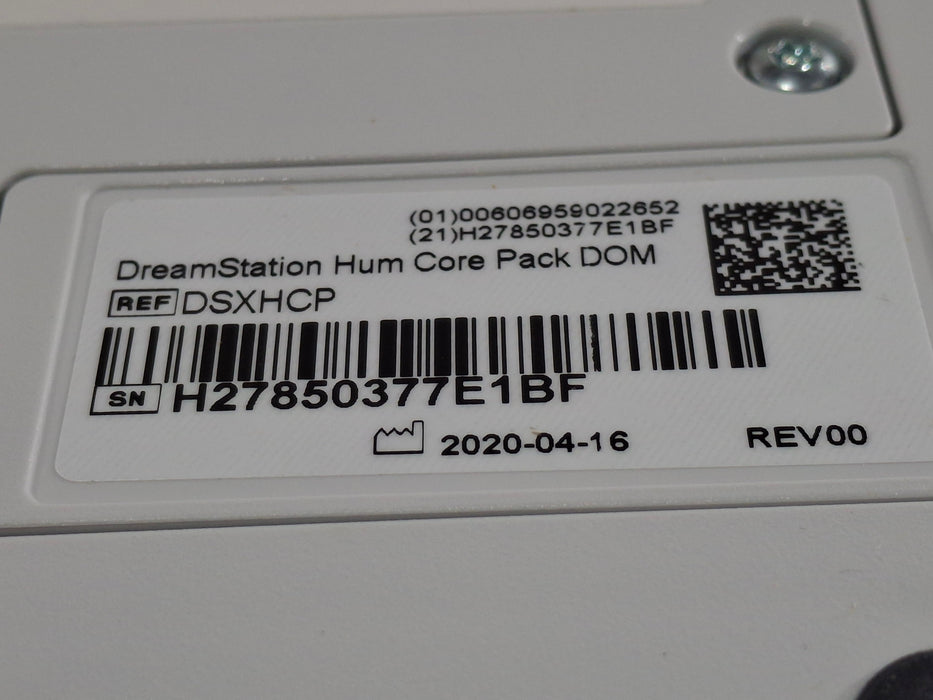 (01)00606959022652
(21)H27850377E1BF
DreamStation Hum Core Pack DOM
REF DSXHCP
SN H27850377E1BF
2020-04-16 REV00